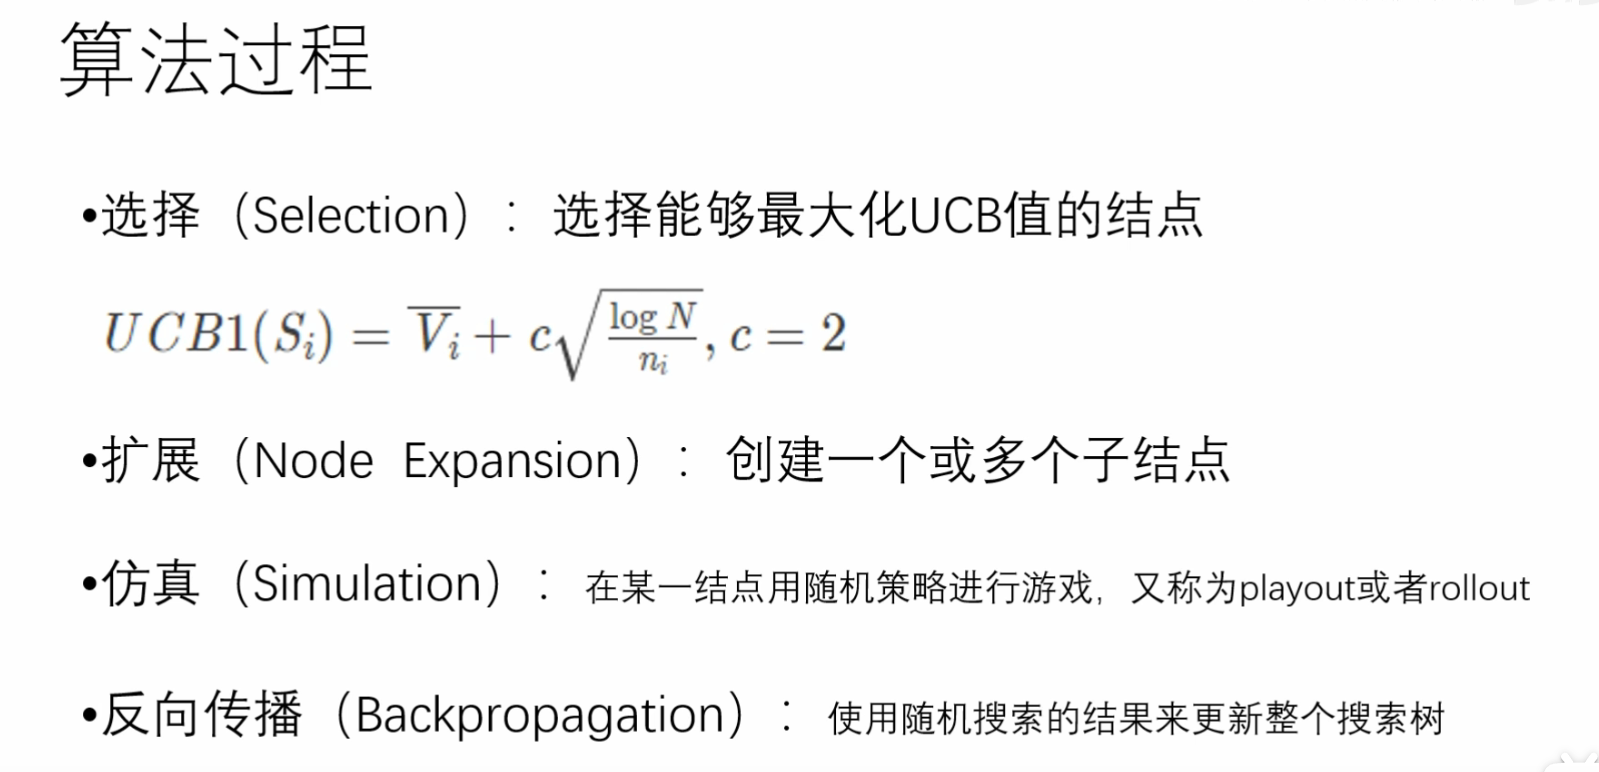 算法过程
•选择（Selection）：选择能够最大化UCB值的结点
UCB1(S_i) = \overline{V_i} + c\sqrt{\frac{\log N}{n_i}}, c = 2
•扩展（Node Expansion）：创建一个或多个子结点
•仿真（Simulation）：在某一结点用随机策略进行游戏，又称为playout或者rollout
•反向传播（Backpropagation）：使用随机搜索的结果来更新整个搜索树